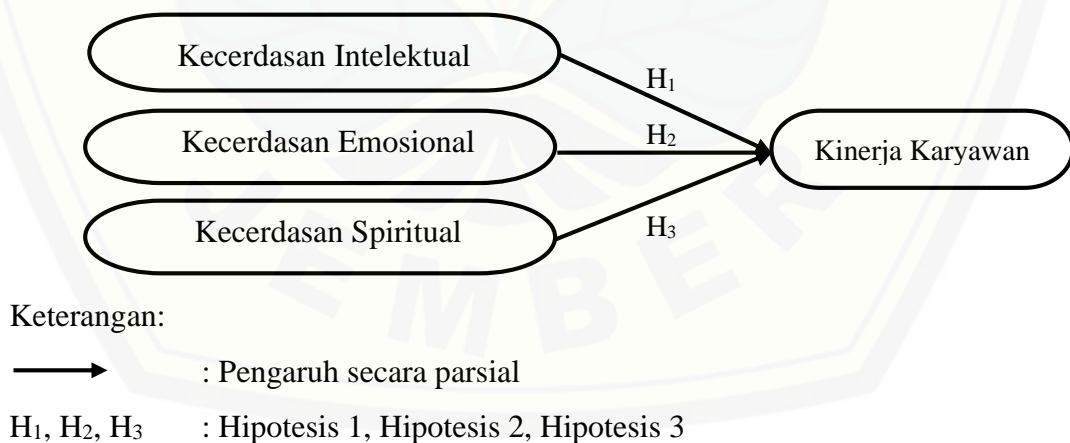 Kecerdasan Intelektual
H₁
Kecerdasan Emosional
H₂
Kinerja Karyawan
Kecerdasan Spiritual
H₃
JEMBER
Keterangan:
: Pengaruh secara parsial
H₁, H₂, H₃ : Hipotesis 1, Hipotesis 2, Hipotesis 3